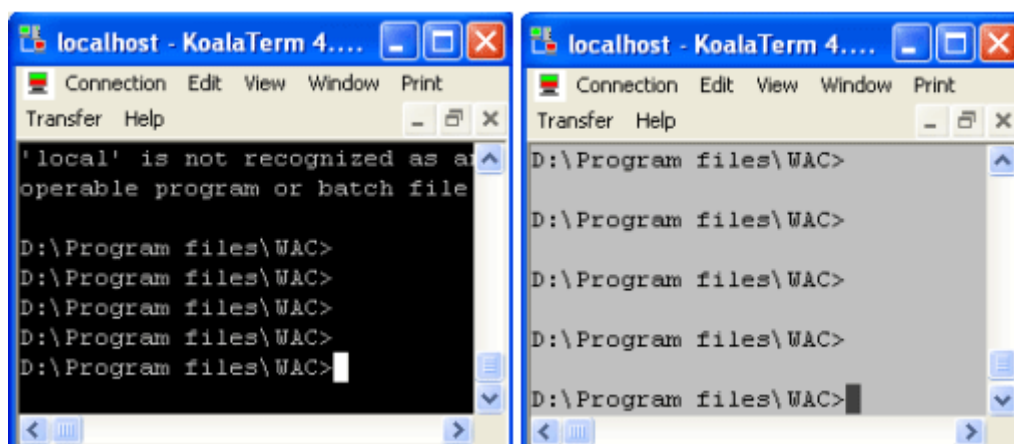 localhost - KoalaTerm 4....
Connection Edit View Window Print
Transfer Help
'local' is not recognized as
operable program or batch file
D:\Program files\WAC>
D:\Program files\WAC>
D:\Program files\WAC>
D:\Program files\WAC>
D:\Program files\WAC>
localhost - KoalaTerm 4....
Connection Edit View Window Print
Transfer Help
D:\Program files\WAC>
D:\Program files\WAC>
D:\Program files\WAC>
D:\Program files\WAC>
D:\Program files\WAC>